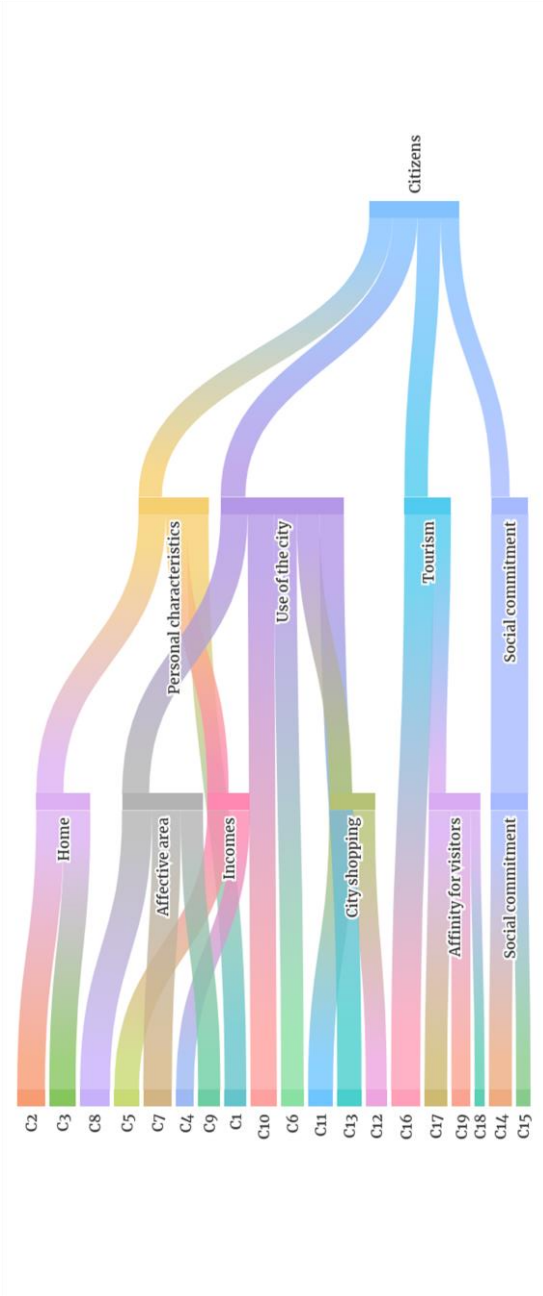 Citizens
Personal characteristics
Use of the city
Tourism
Social commitment
Home
Affective area
Incomes
City shopping
Affinity for visitors
Social commitment
C2
C3
C8
C5
C7
C4
C9
C1
C10
C6
C11
C13
C12
C16
C17
C19
C18
C14
C15